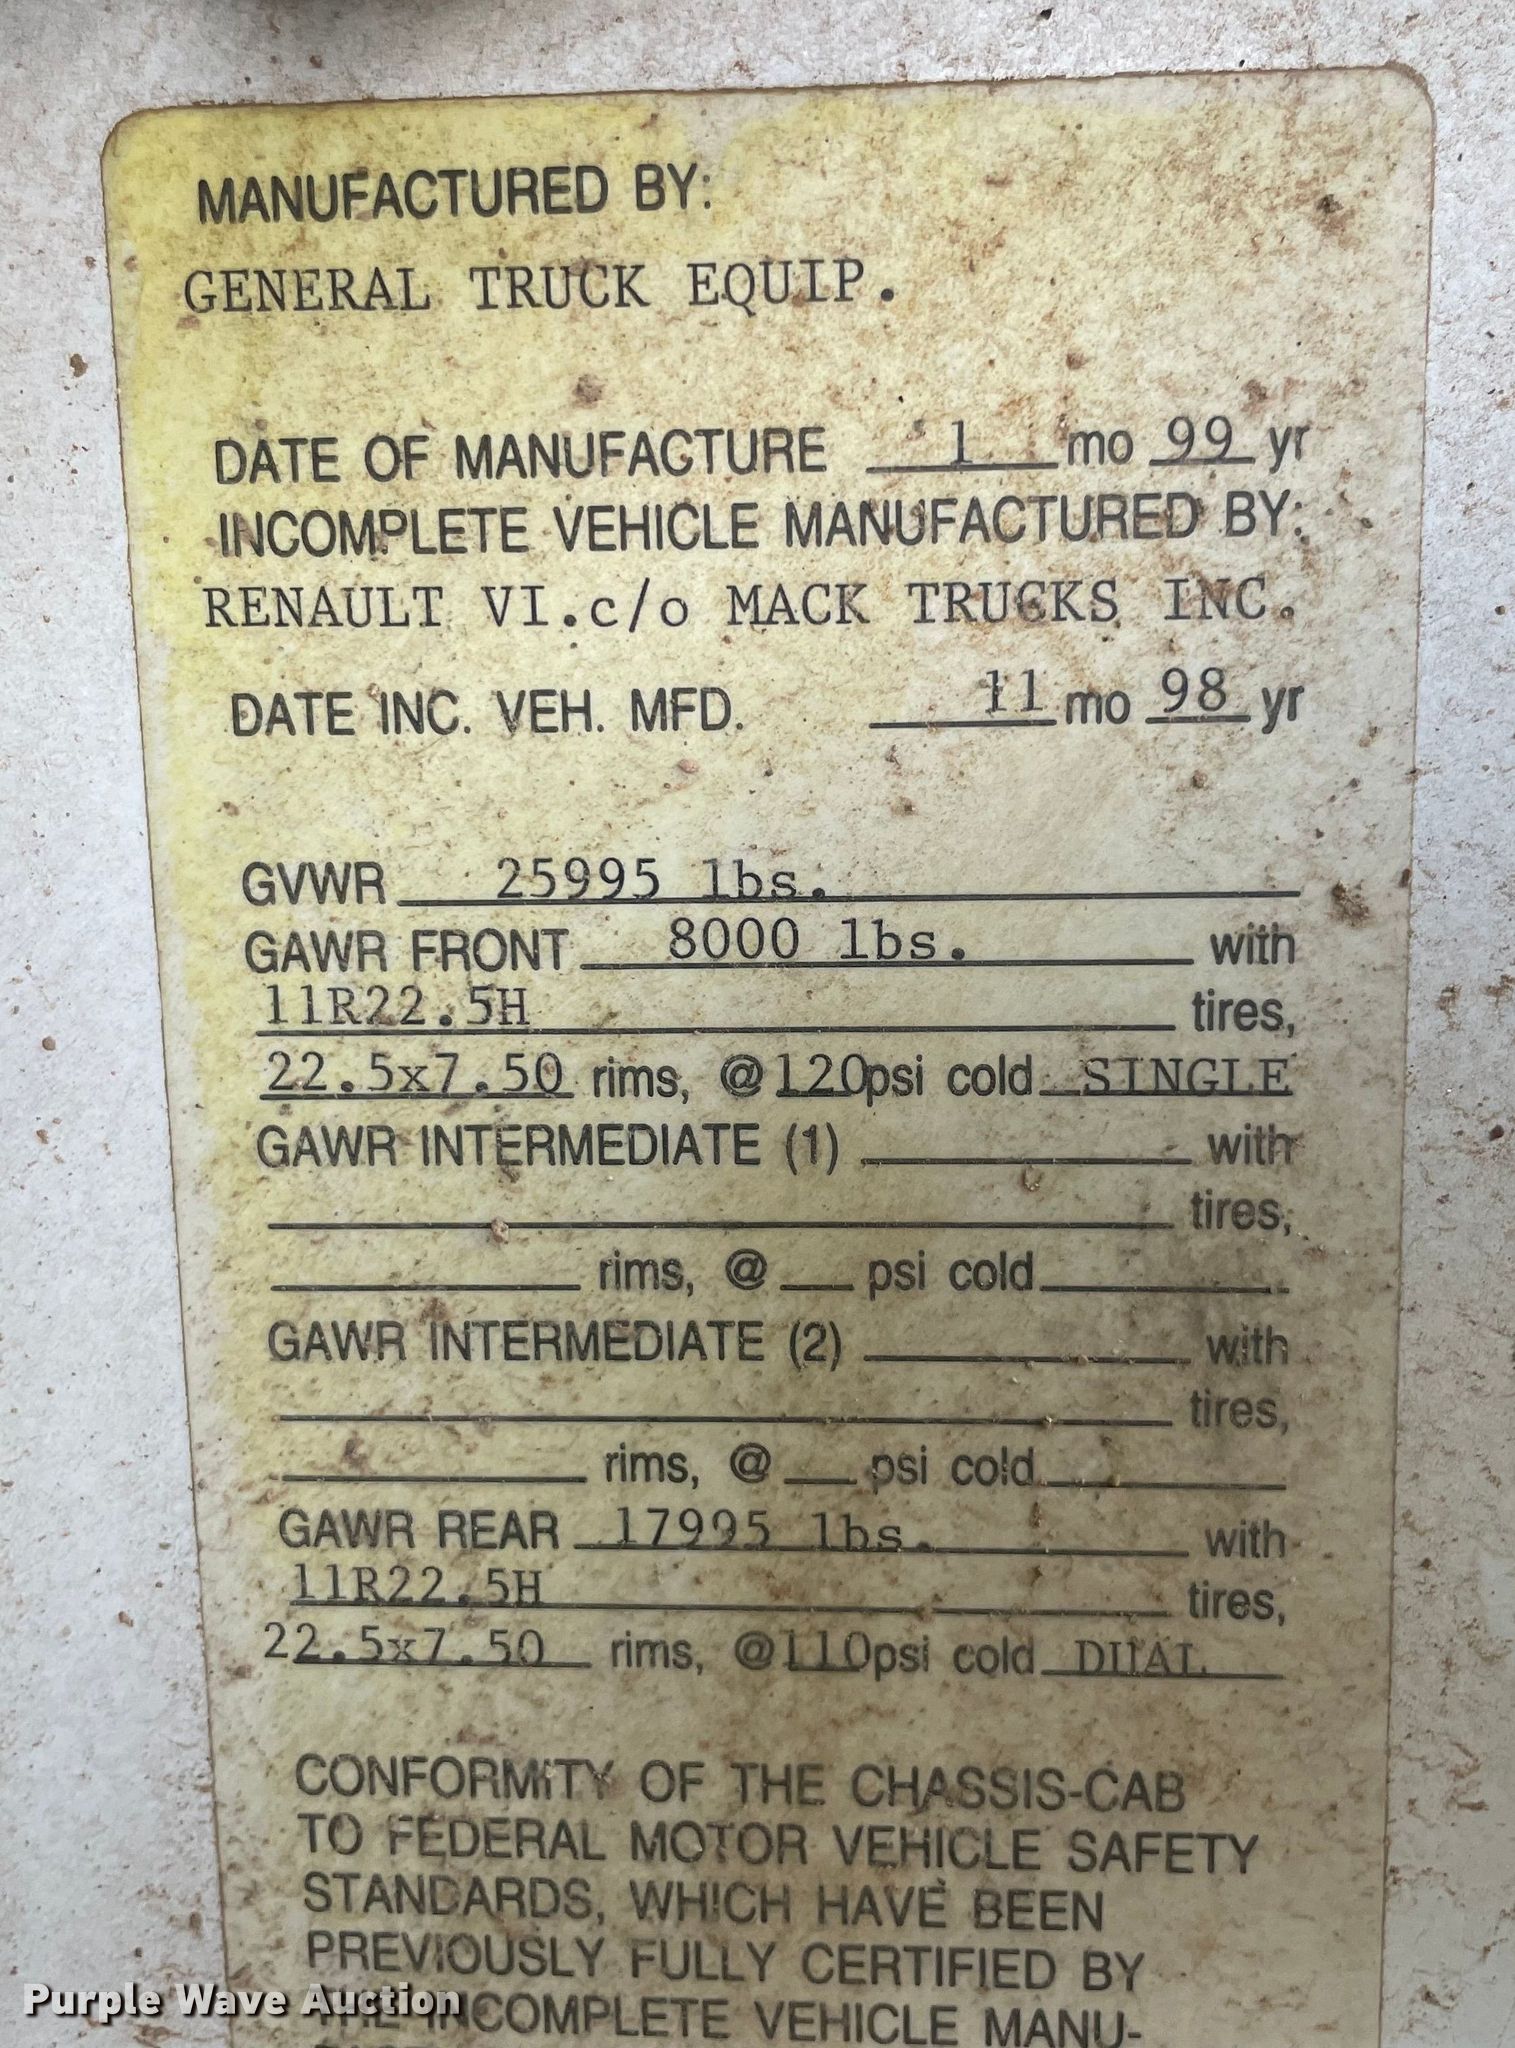 MANUFACTURED BY:
GENERAL TRUCK EQUIP.
DATE OF MANUFACTURE 1 mo 99 yr
INCOMPLETE VEHICLE MANUFACTURED BY:
RENAULT VI.c/o MACK TRUCKS INC.
DATE INC. VEH. MFD. 11 mo 98 yr
GVWR 25995 lbs.
GAWR FRONT 8000 lbs. with
11R22.5H tires,
22.5x7.50 rims, @ 120 psi cold SINGLE
GAWR INTERMEDIATE (1) with
tires,
rims, @ psi cold
GAWR INTERMEDIATE (2) with
tires,
rims, @ psi cold
GAWR REAR 17995 lbs. with
11R22.5H tires,
22.5x7.50 rims, @ 110 psi cold DUAL
CONFORMITY OF THE CHASSIS-CAB
TO FEDERAL MOTOR VEHICLE SAFETY
STANDARDS, WHICH HAVE BEEN
PREVIOUSLY FULLY CERTIFIED BY
THE INCOMPLETE VEHICLE MANU-
Purple Wave Auction